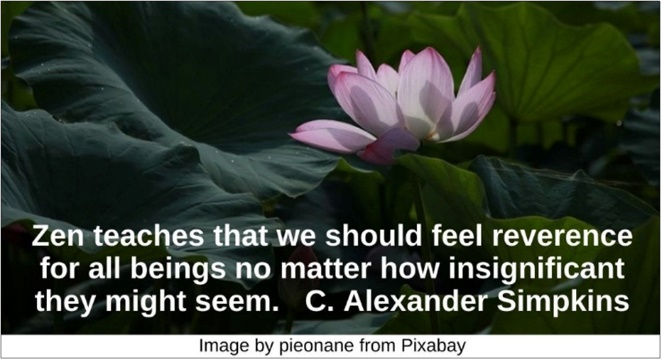 Zen teaches that we should feel reverence
for all beings no matter how insignificant
they might seem. C. Alexander Simpkins
Image by pieonane from Pixabay